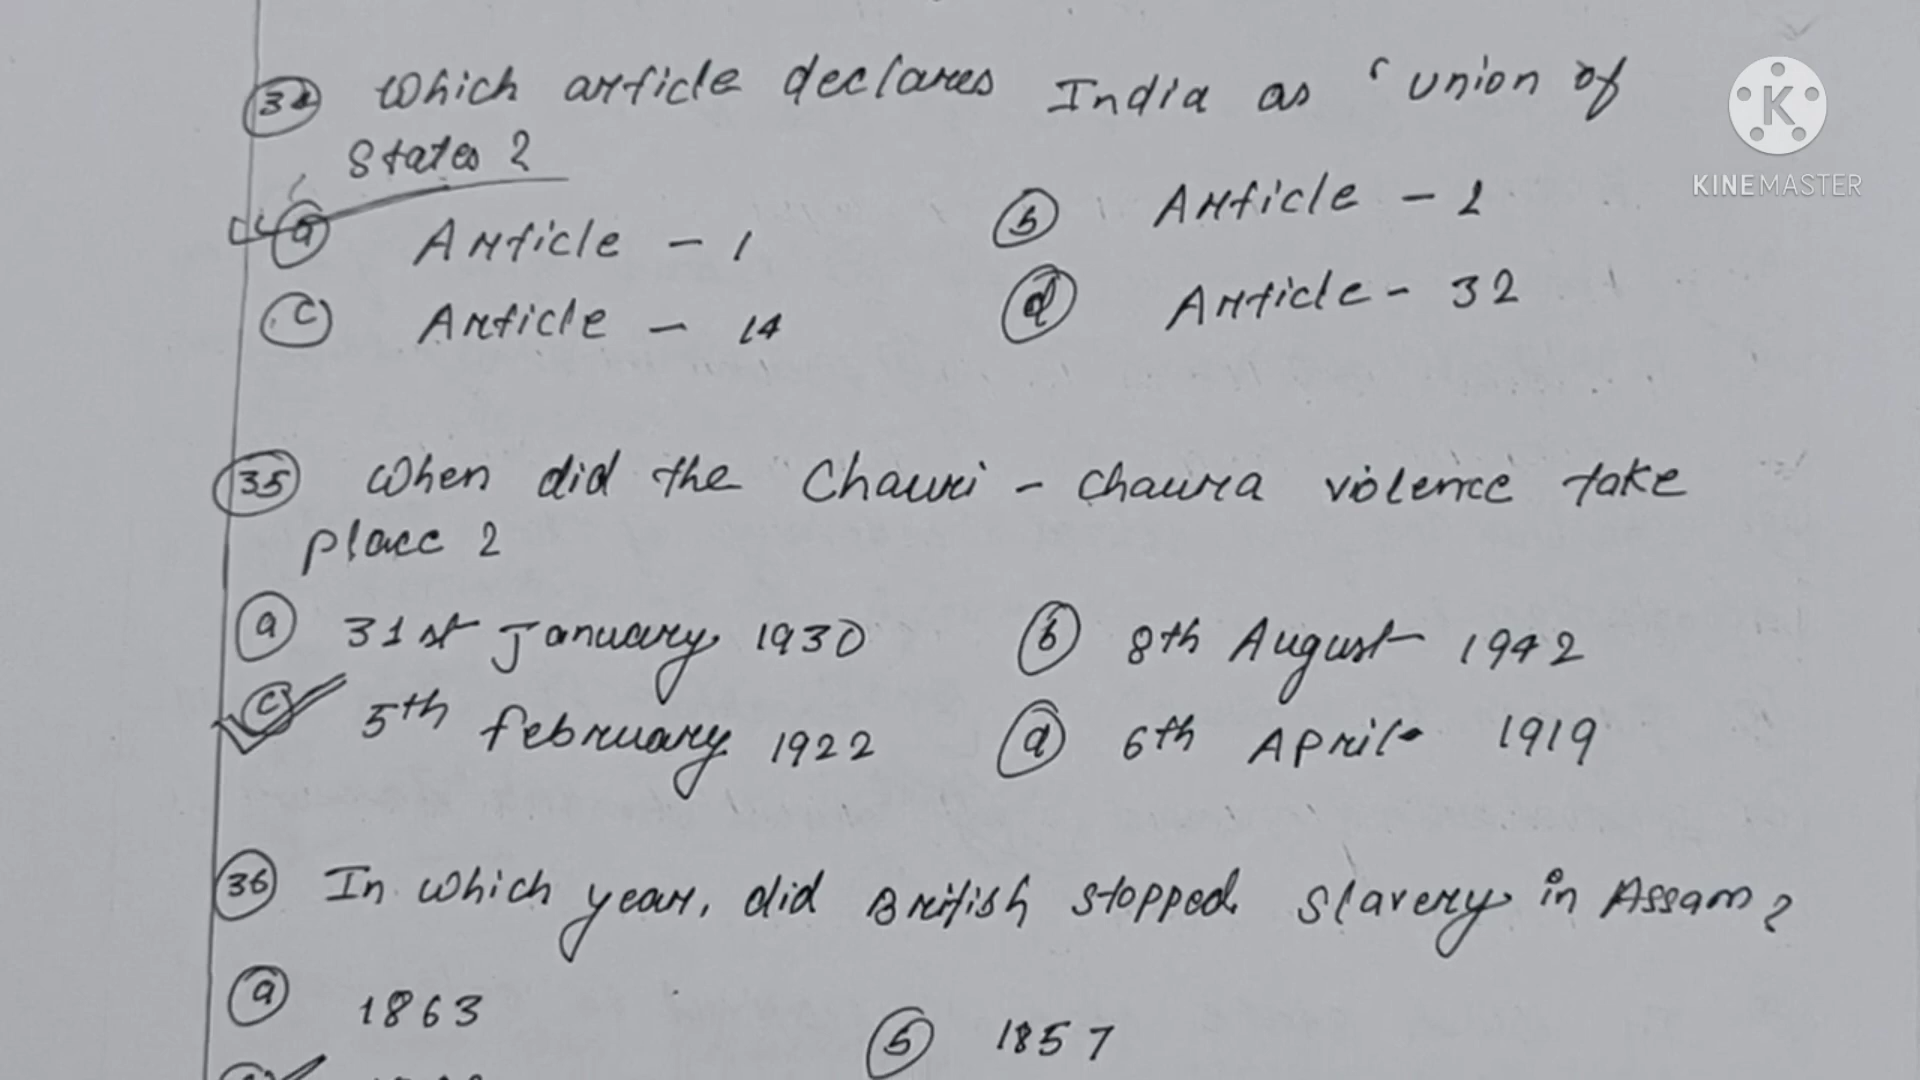 34 Which article declares India as ' union of
States ?
a Article - 1
b Article - 2
c Article - 14
d Article - 32
35 When did the Chauri - Chaura violence take
place ?
a 31st January 1930
b 8th August 1942
c 5th february 1922
d 6th April 1919
36 In which year, did British stopped slavery in Assam ?
a 1863
b 1857
K
KINEMASTER